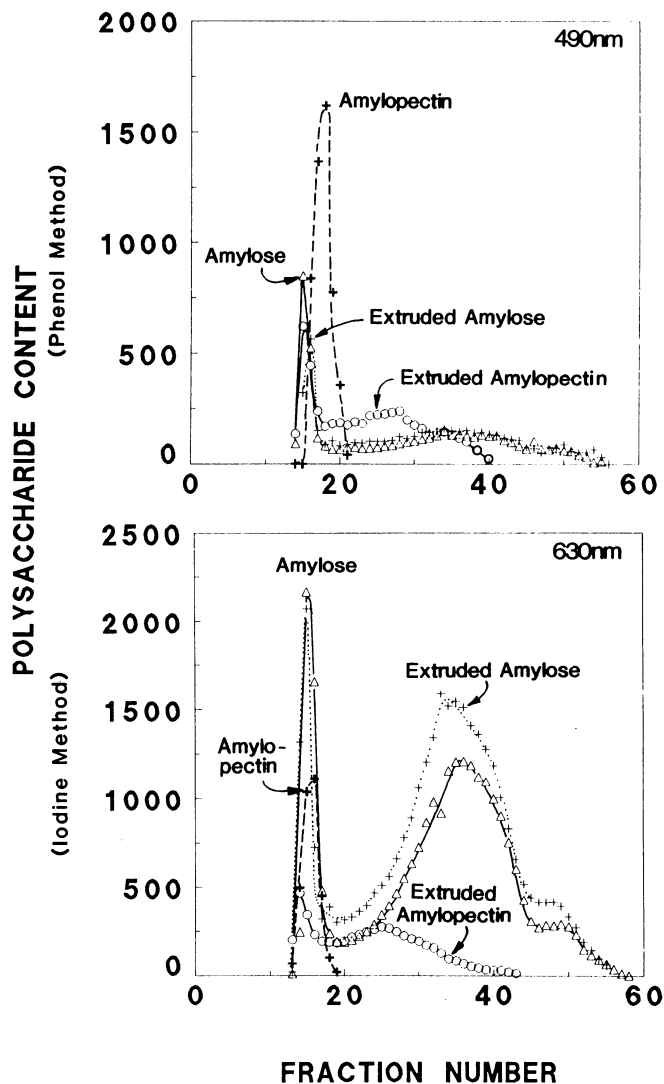 POLYSACCHARIDE CONTENT
(Phenol Method)
2000
1500
1000
500
0
490nm
Amylopectin
Amylose
Extruded Amylose
Extruded Amylopectin
0
20
40
60
(Iodine Method)
2500
2000
1500
1000
500
0
630nm
Amylose
Extruded Amylose
Amylo-
pectin
Extruded
Amylopectin
0
20
40
60
FRACTION NUMBER